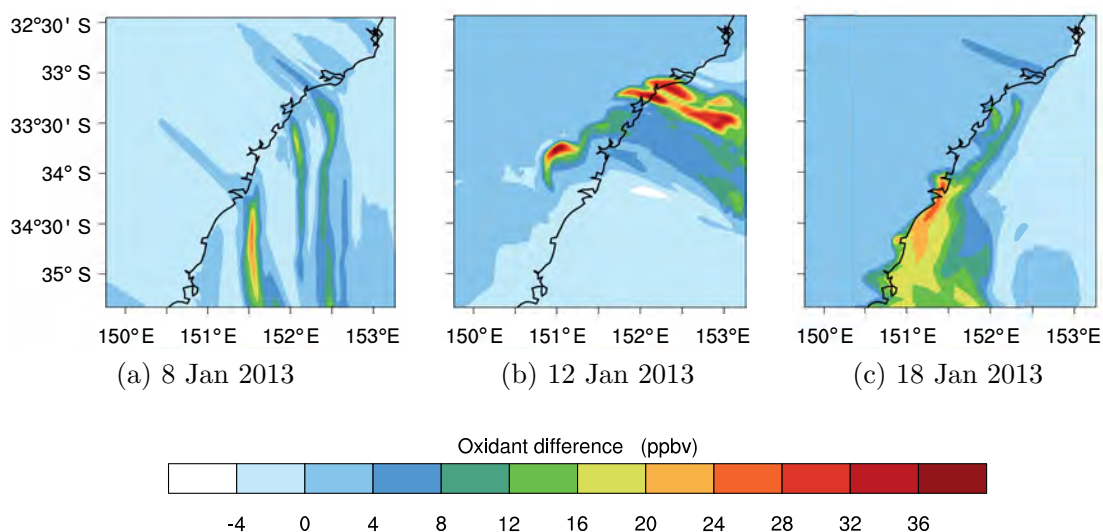 32°30' S
33° S
33°30' S
34° S
34°30' S
35° S
150° E 151° E 152° E 153° E 150° E 151° E 152° E 153° E 150° E 151° E 152° E 153° E
(a) 8 Jan 2013 (b) 12 Jan 2013 (c) 18 Jan 2013
Oxidant difference (ppbv)
-4 0 4 8 12 16 20 24 28 32 36